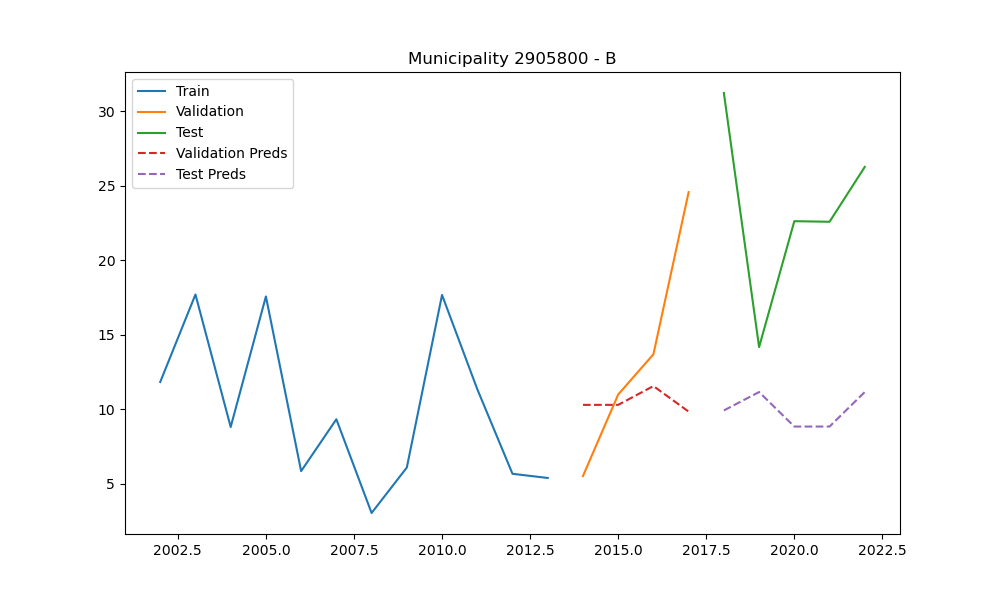 Municipality 2905800 - B
Train
Validation
Test
Validation Preds
Test Preds
30
25
20
15
10
5
2002.5 2005.0 2007.5 2010.0 2012.5 2015.0 2017.5 2020.0 2022.5